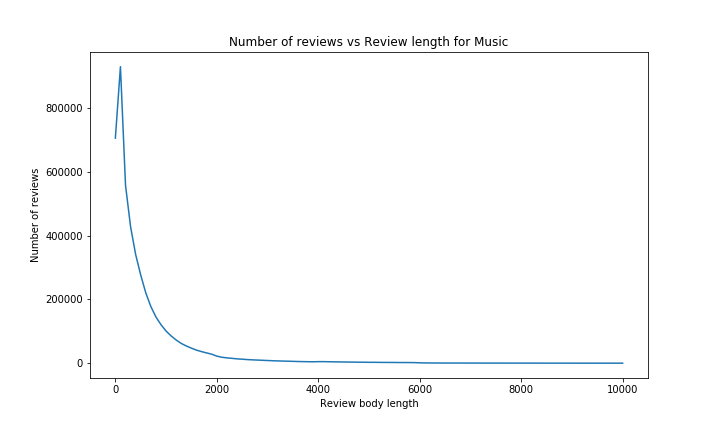 Number of reviews vs Review length for Music
800000
600000
400000
200000
0
Number of reviews
0 2000 4000 6000 8000 10000
Review body length